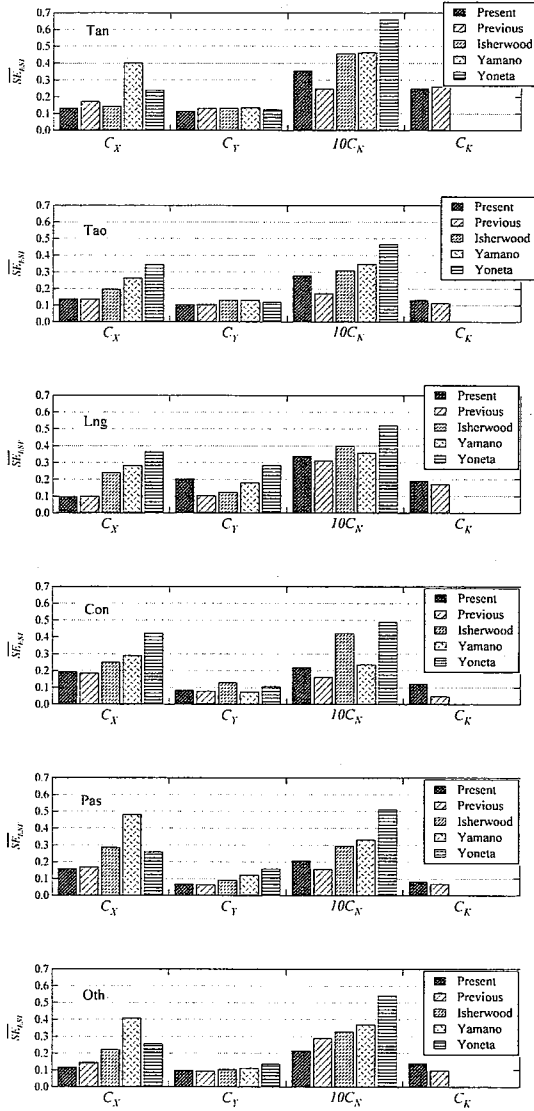 0.7
0.6
0.5
0.4
0.3
0.2
0.1
0.0
Tan
Present
Previous
Isherwood
Yamano
Yoneta
C_X
C_Y
10C_N
C_K
0.7
0.6
0.5
0.4
0.3
0.2
0.1
0.0
Tao
Present
Previous
Isherwood
Yamano
Yoneta
C_X
C_Y
10C_N
C_K
0.7
0.6
0.5
0.4
0.3
0.2
0.1
0.0
Lng
Present
Previous
Isherwood
Yamano
Yoneta
C_X
C_Y
10C_N
C_K
0.7
0.6
0.5
0.4
0.3
0.2
0.1
0.0
Con
Present
Previous
Isherwood
Yamano
Yoneta
C_X
C_Y
10C_N
C_K
0.7
0.6
0.5
0.4
0.3
0.2
0.1
0.0
Pas
Present
Previous
Isherwood
Yamano
Yoneta
C_X
C_Y
10C_N
C_K
0.7
0.6
0.5
0.4
0.3
0.2
0.1
0.0
Oth
Present
Previous
Isherwood
Yamano
Yoneta
C_X
C_Y
10C_N
C_K